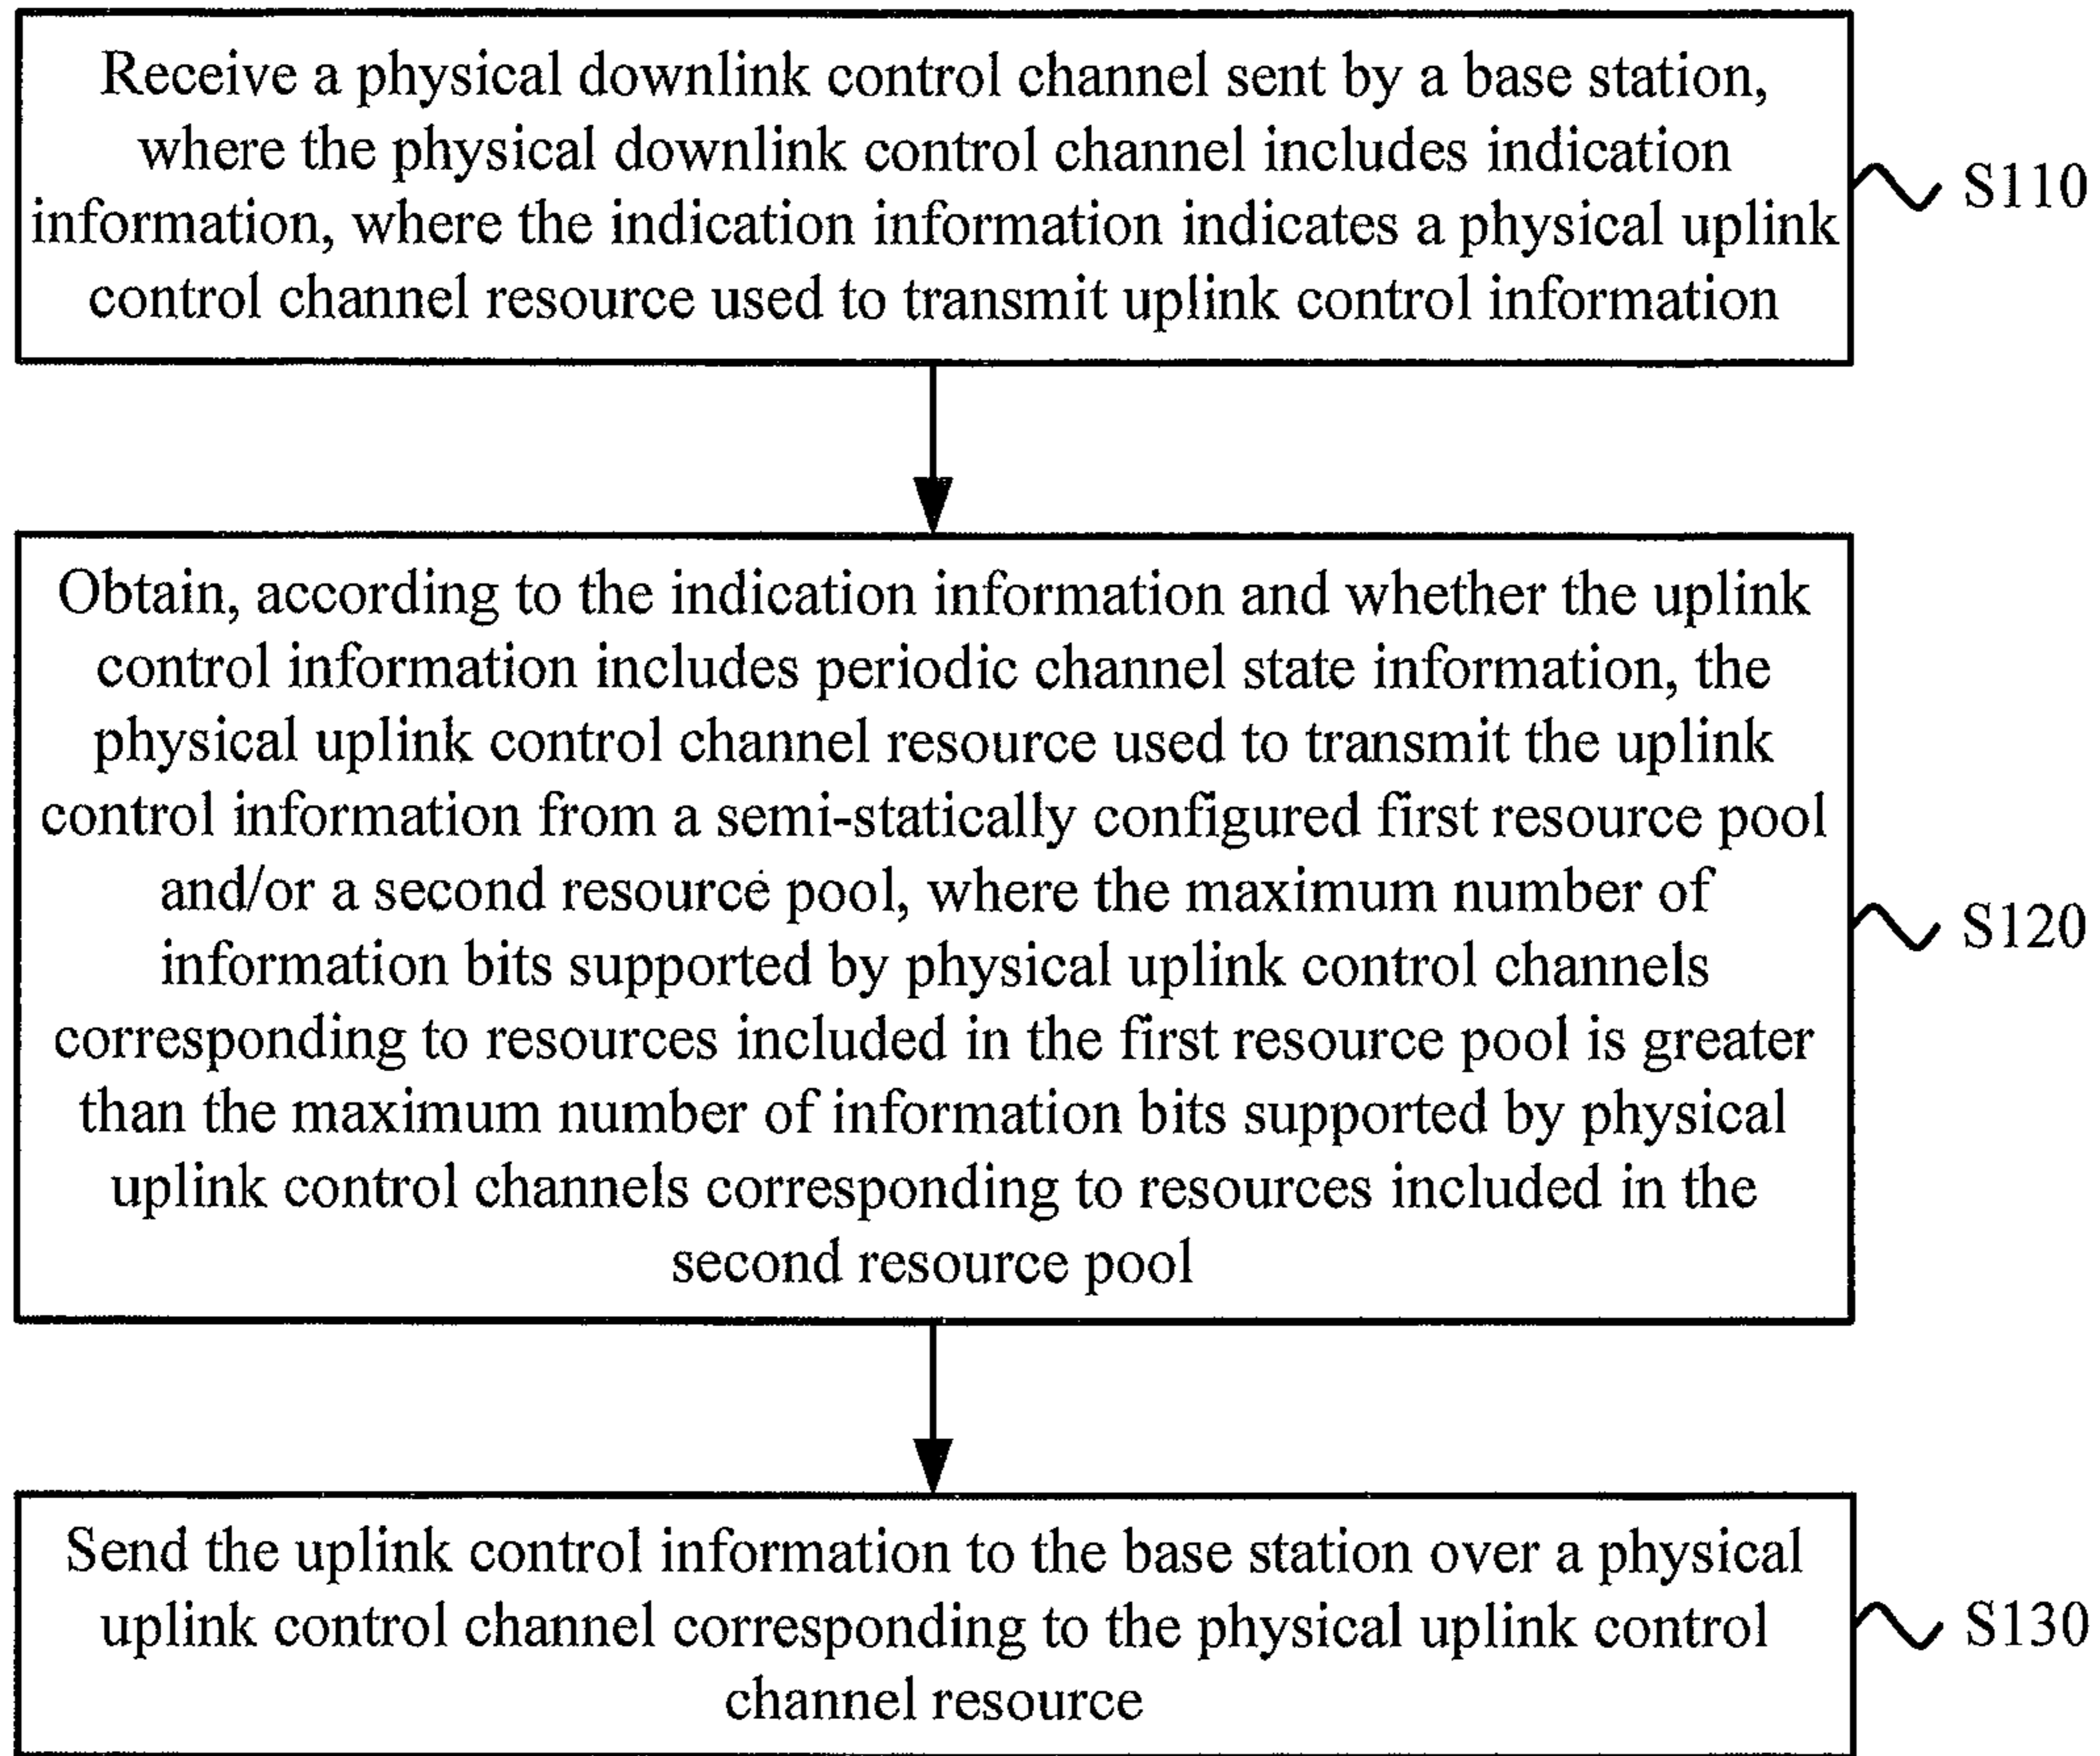 Receive a physical downlink control channel sent by a base station,
where the physical downlink control channel includes indication
information, where the indication information indicates a physical uplink
control channel resource used to transmit uplink control information
S110
Obtain, according to the indication information and whether the uplink
control information includes periodic channel state information, the
physical uplink control channel resource used to transmit the uplink
control information from a semi-statically configured first resource pool
and/or a second resource pool, where the maximum number of
information bits supported by physical uplink control channels
corresponding to resources included in the first resource pool is greater
than the maximum number of information bits supported by physical
uplink control channels corresponding to resources included in the
second resource pool
S120
Send the uplink control information to the base station over a physical
uplink control channel corresponding to the physical uplink control
channel resource
S130